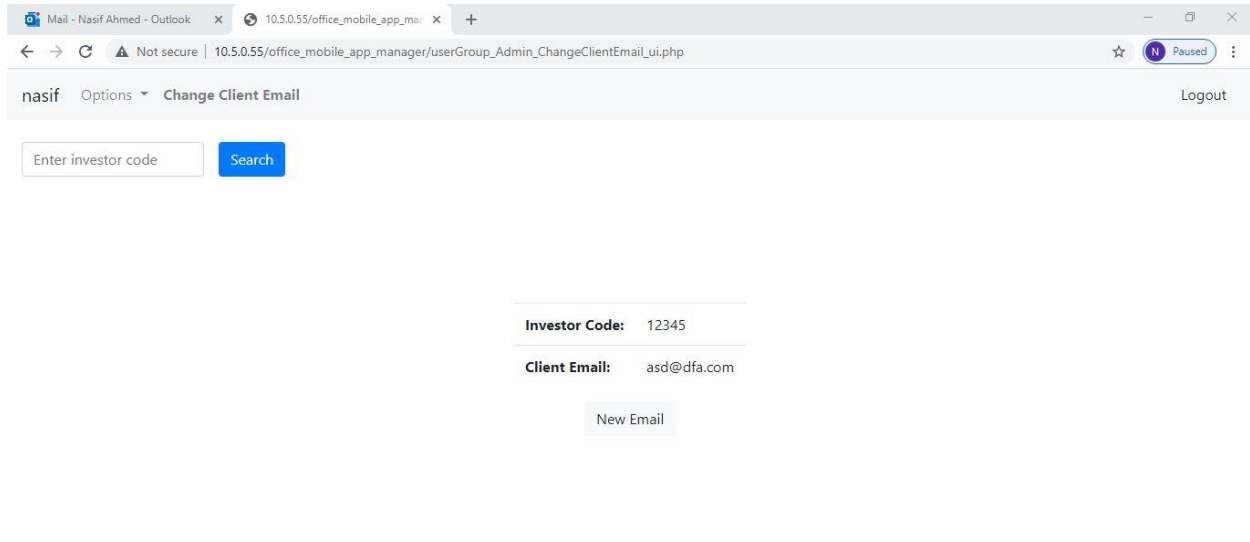 Mail - Nasif Ahmed - Outlook
10.5.0.55/office_mobile_app_ma
Not secure | 10.5.0.55/office_mobile_app_manager/userGroup_Admin_ChangeClientEmail_ui.php
N Paused
nasif Options Change Client Email Logout
Enter investor code Search
Investor Code: 12345
Client Email: asd@dfa.com
New Email